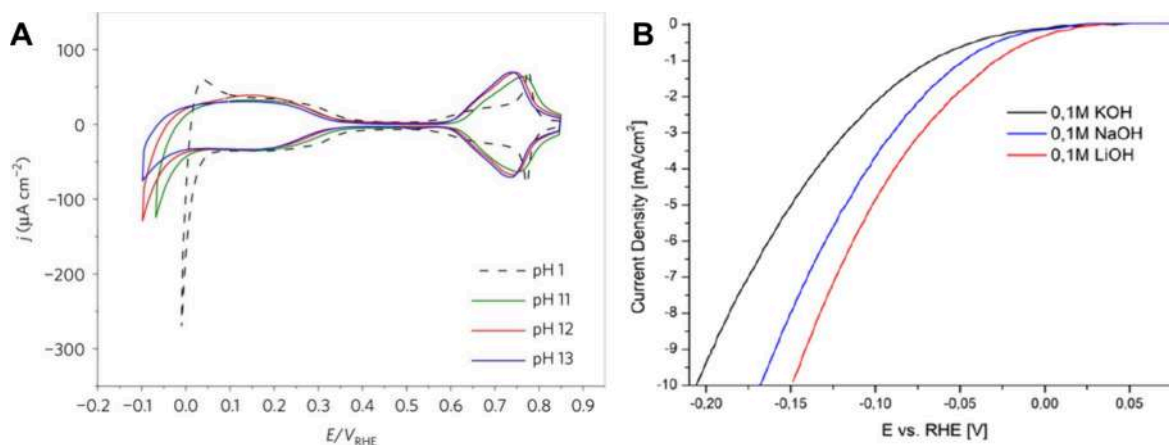 A
100
0
−100
−200
−300
j (μA cm⁻²)
pH 1
pH 11
pH 12
pH 13
−0.2 −0.1 0.0 0.1 0.2 0.3 0.4 0.5 0.6 0.7 0.8 0.9
E/V_RHE
B
0
-1
-2
-3
-4
-5
-6
-7
-8
-9
-10
Current Density [mA/cm²]
0,1M KOH
0,1M NaOH
0,1M LiOH
-0,20 -0,15 -0,10 -0,05 0,00 0,05
E vs. RHE [V]